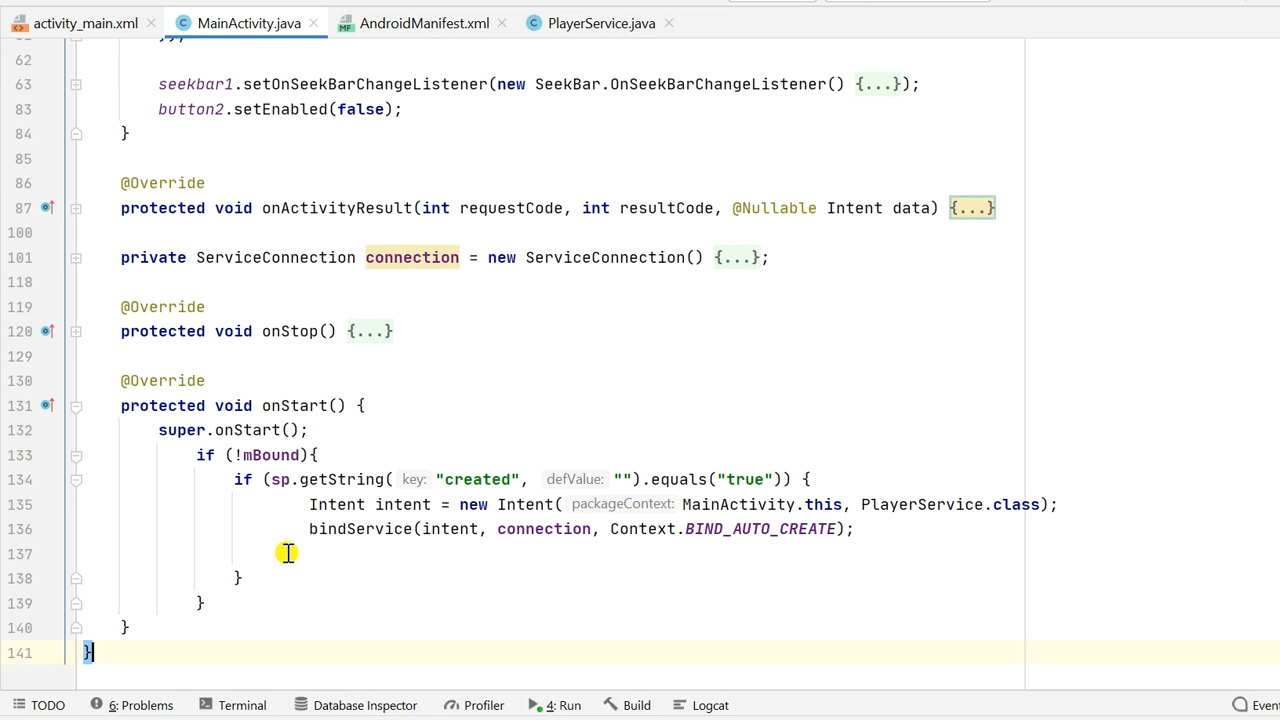 activity_main.xml MainActivity.java AndroidManifest.xml PlayerService.java
62
63 seekbar1.setOnSeekBarChangeListener(new SeekBar.OnSeekBarChangeListener() {...});
83 button2.setEnabled(false);
84 }
85
86 @Override
87 protected void onActivityResult(int requestCode, int resultCode, @Nullable Intent data) {...}
100
101 private ServiceConnection connection = new ServiceConnection() {...};
118
119 @Override
120 protected void onStop() {...}
129
130 @Override
131 protected void onStart() {
132 super.onStart();
133 if (!mBound){
134 if (sp.getString( key: "created", defValue: "").equals("true")) {
135 Intent intent = new Intent( packageContext: MainActivity.this, PlayerService.class);
136 bindService(intent, connection, Context.BIND_AUTO_CREATE);
137
138 }
139 }
140 }
141 }
TODO 6: Problems Terminal Database Inspector Profiler 4: Run Build Logcat